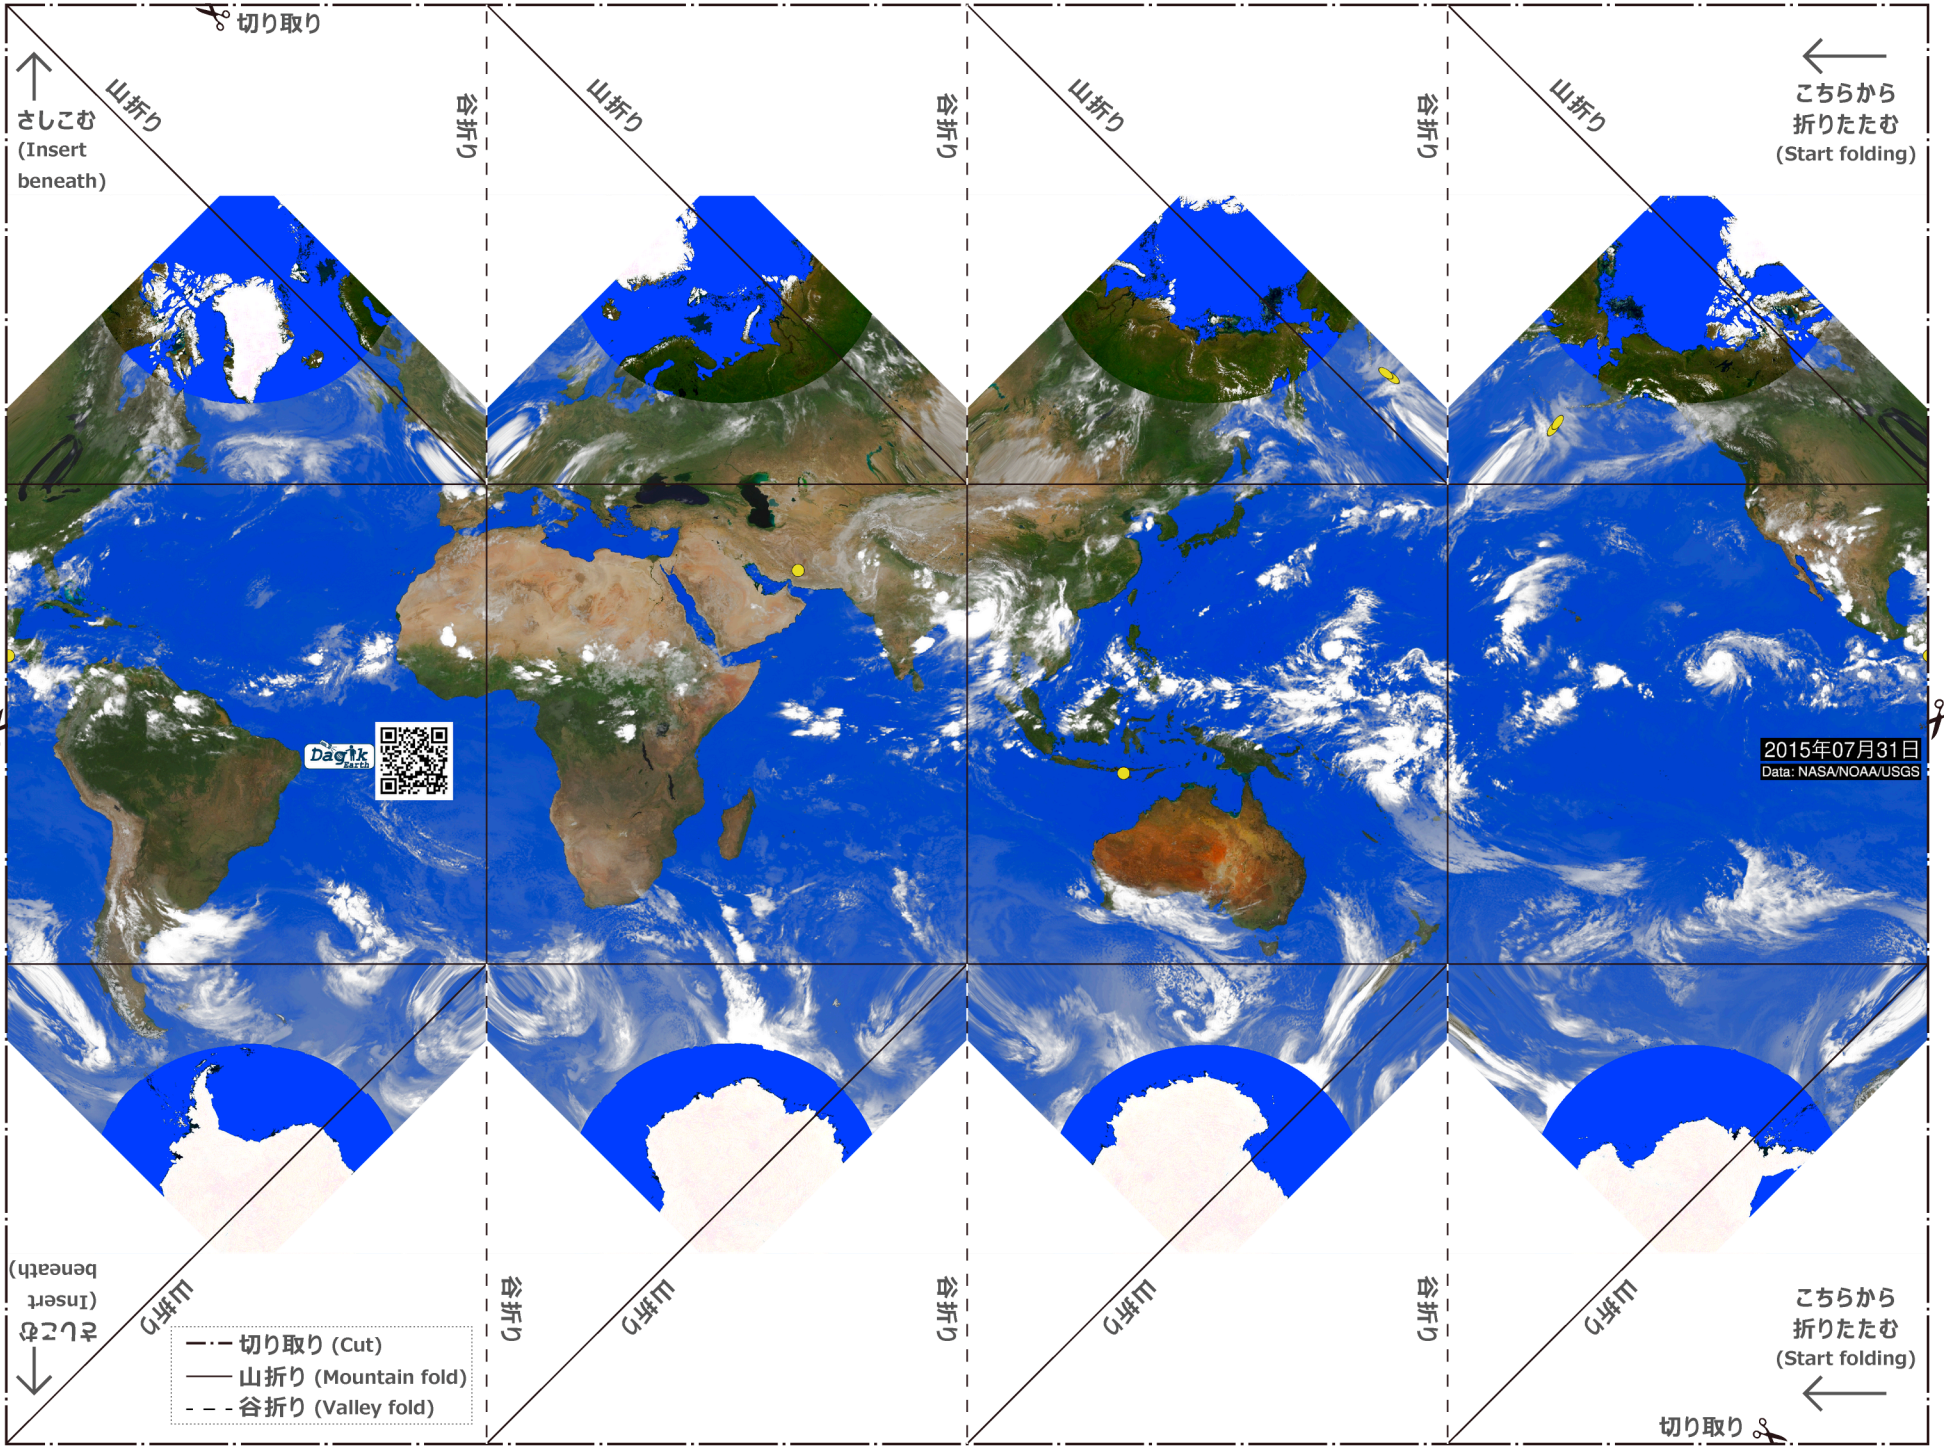 切り取り
山折り
谷折り
山折り
谷折り
山折り
谷折り
山折り
さしこむ
(Insert
beneath)
こちらから
折りたたむ
(Start folding)
Dagik
Earth
2015年07月31日
Data: NASA/NOAA/USGS
さしこむ
(Insert
beneath)
山折り
谷折り
山折り
谷折り
山折り
谷折り
山折り
こちらから
折りたたむ
(Start folding)
切り取り (Cut)
山折り (Mountain fold)
谷折り (Valley fold)
切り取り